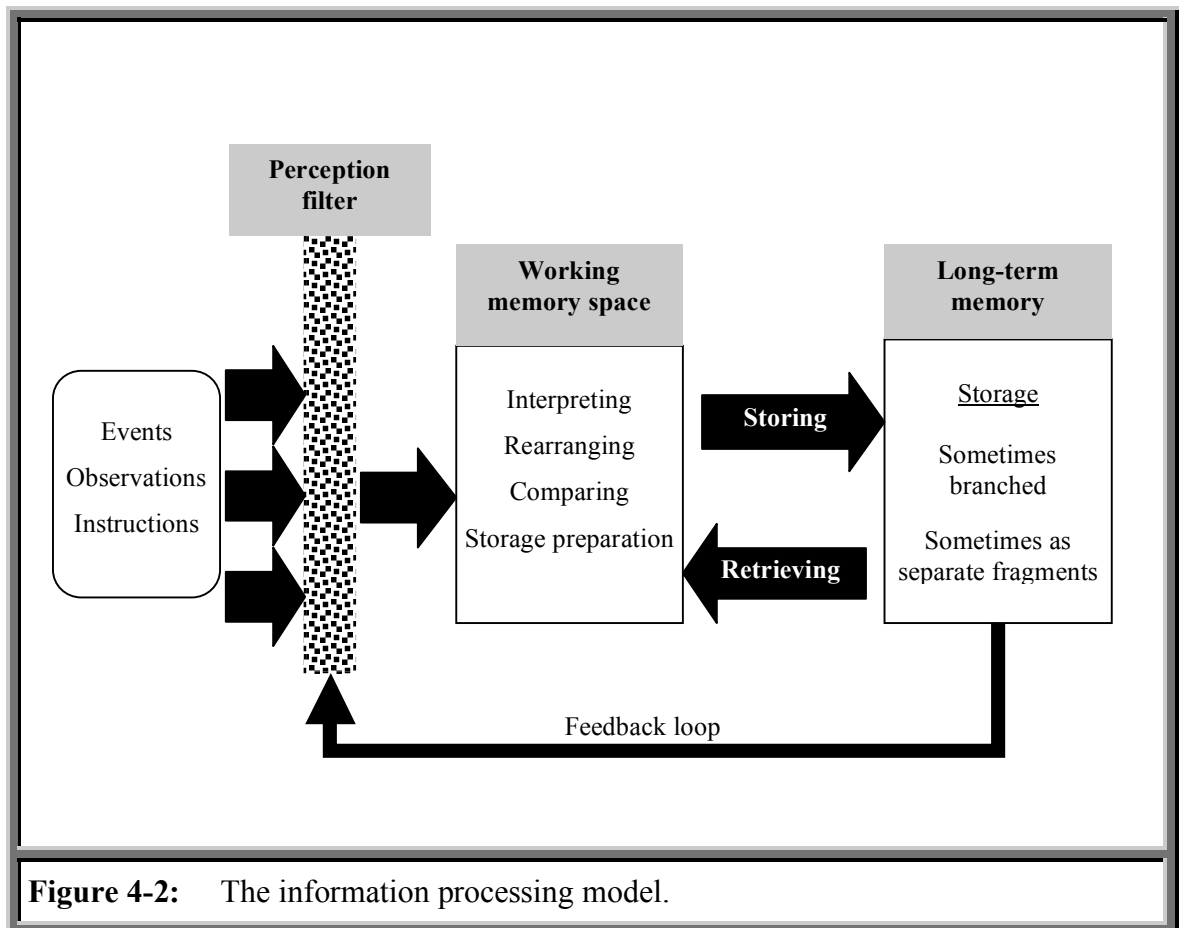 Perception
filter
Working
memory space
Long-term
memory
Events
Observations
Instructions
Interpreting
Rearranging
Comparing
Storage preparation
Storing
Retrieving
Storage
Sometimes
branched
Sometimes as
separate fragments
Feedback loop
Figure 4-2: The information processing model.